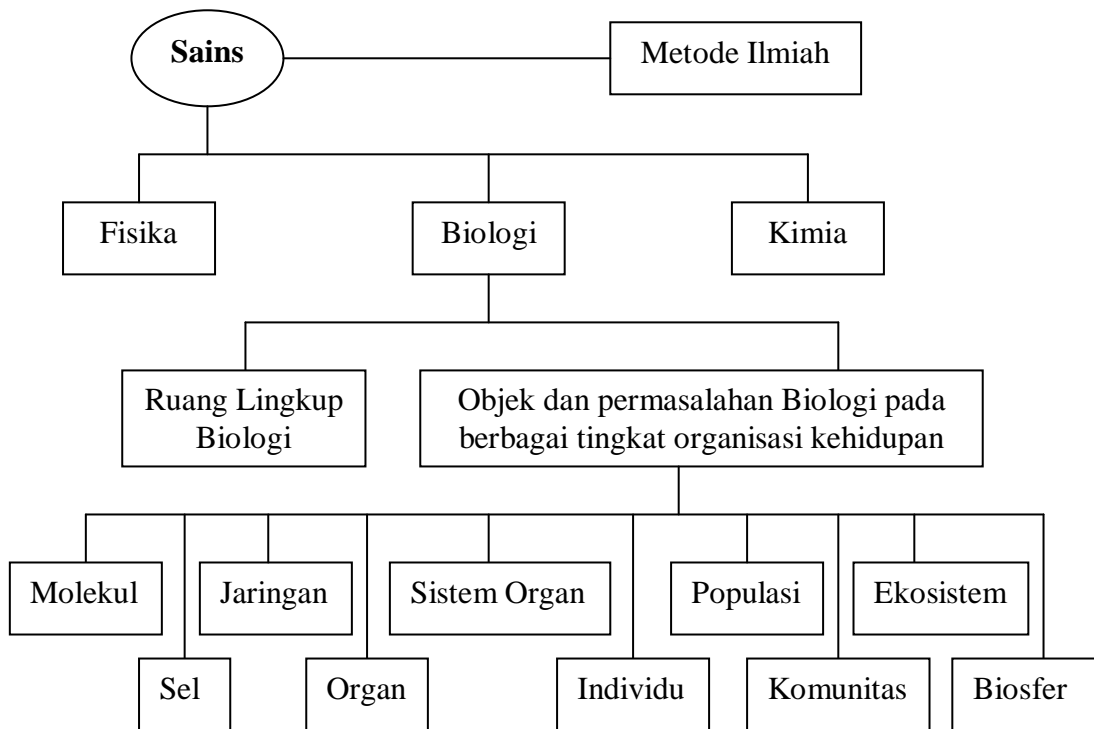 Sains
Metode Ilmiah
Fisika
Biologi
Kimia
Ruang Lingkup
Biologi
Objek dan permasalahan Biologi pada
berbagai tingkat organisasi kehidupan
Molekul
Jaringan
Sistem Organ
Populasi
Ekosistem
Sel
Organ
Individu
Komunitas
Biosfer